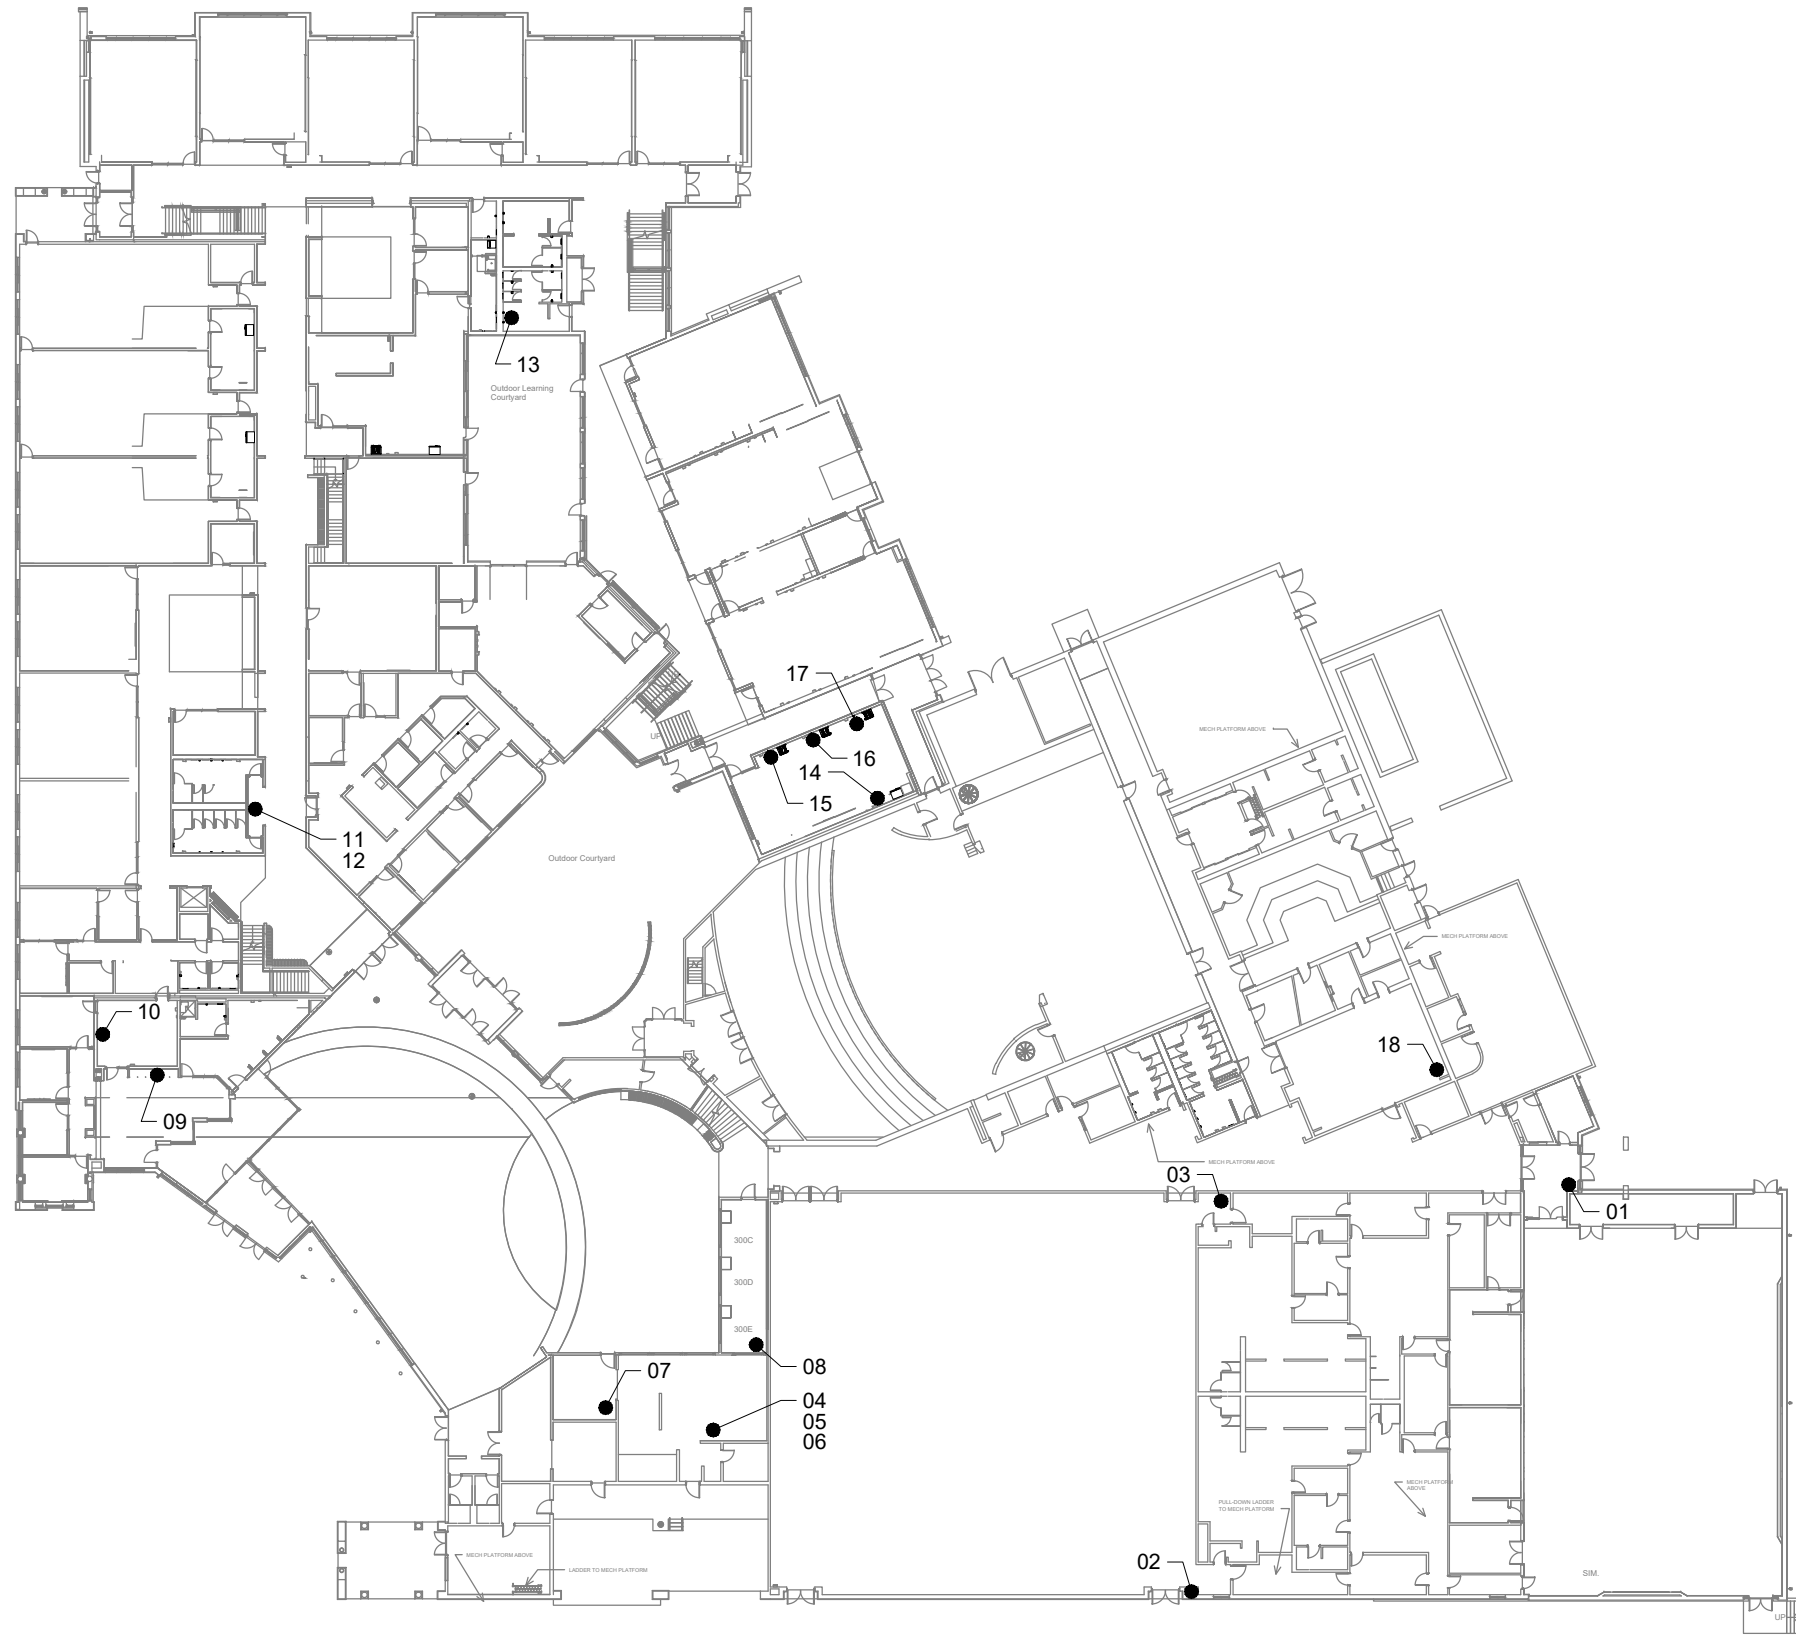 13
Outdoor Learning
Courtyard
17
UP
16
14
15
MECH PLATFORM ABOVE
11
12
Outdoor Courtyard
MECH PLATFORM ABOVE
10
18
09
MECH PLATFORM ABOVE
03
01
300C
300D
300E
08
07
04
05
06
MECH PLATFORM
ABOVE
PULL-DOWN LADDER
TO MECH PLATFORM
MECH PLATFORM ABOVE
LADDER TO MECH PLATFORM
02
SIM.
UP